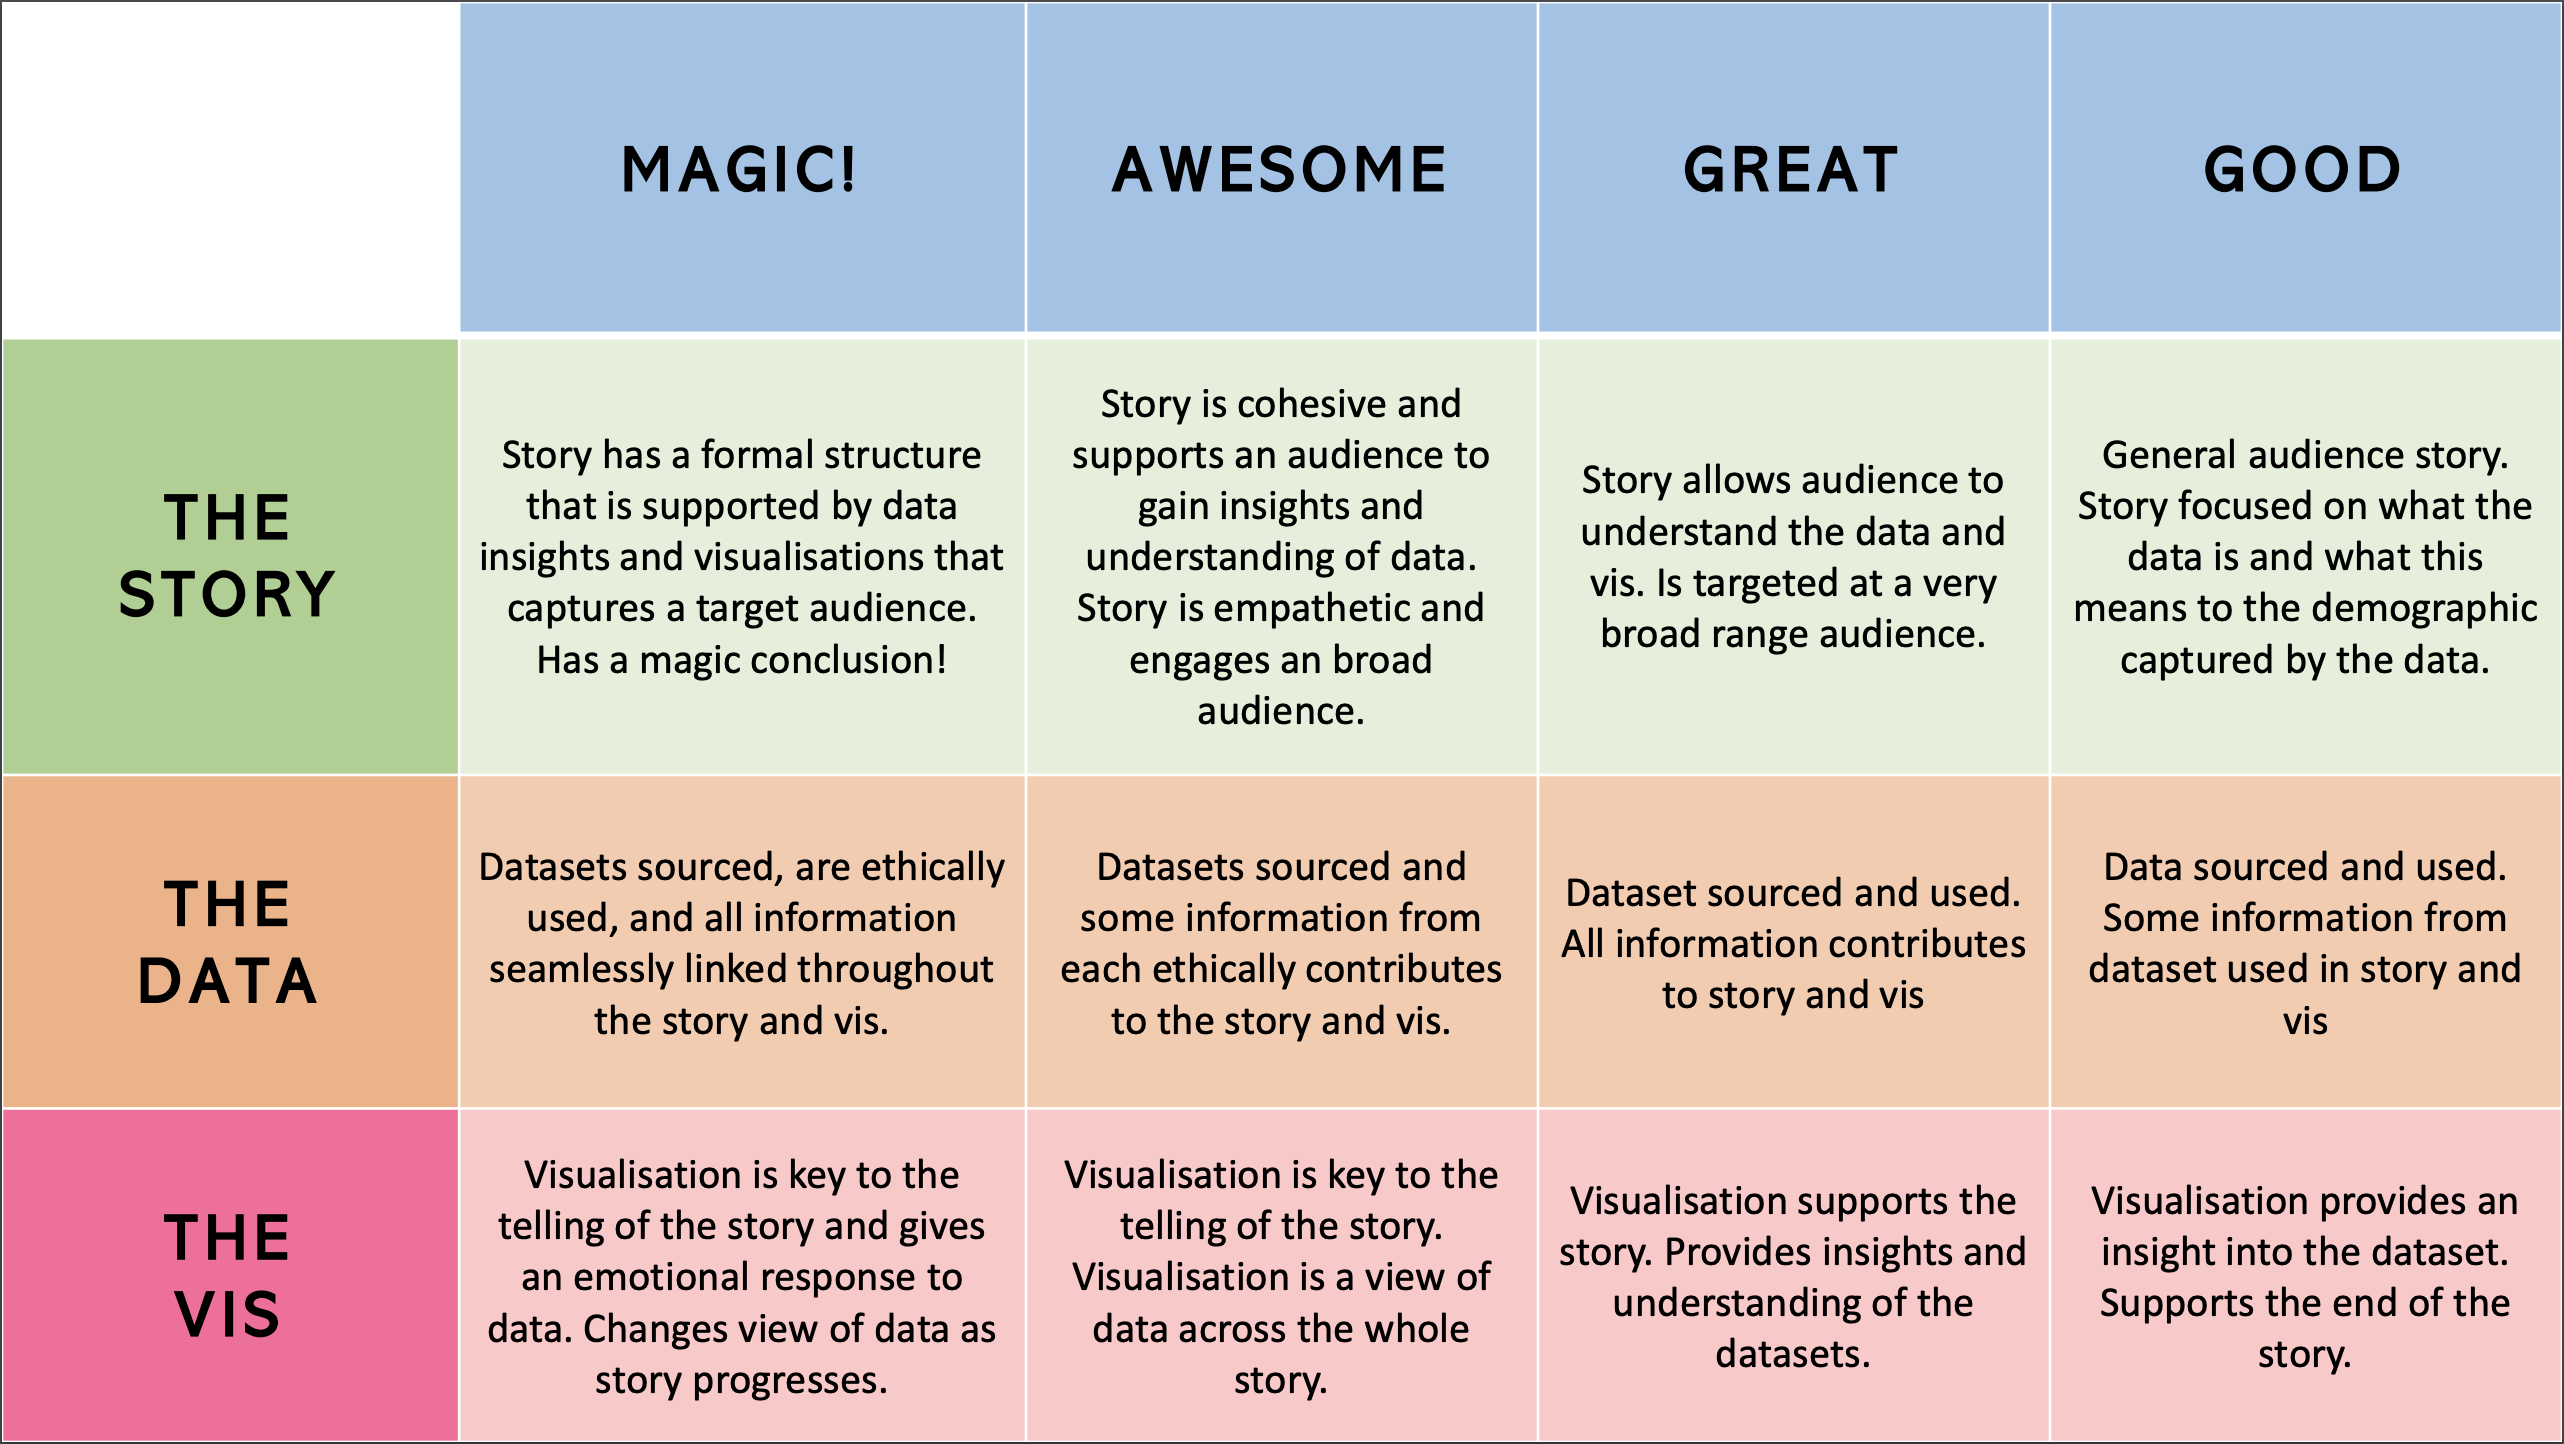 MAGIC!
AWESOME
GREAT
GOOD
THE
STORY
Story has a formal structure
that is supported by data
insights and visualisations that
captures a target audience.
Has a magic conclusion!
Story is cohesive and
supports an audience to
gain insights and
understanding of data.
Story is empathetic and
engages an broad
audience.
Story allows audience to
understand the data and
vis. Is targeted at a very
broad range audience.
General audience story.
Story focused on what the
data is and what this
means to the demographic
captured by the data.
THE
DATA
Datasets sourced, are ethically
used, and all information
seamlessly linked throughout
the story and vis.
Datasets sourced and
some information from
each ethically contributes
to the story and vis.
Dataset sourced and used.
All information contributes
to story and vis
Data sourced and used.
Some information from
dataset used in story and
vis
THE
VIS
Visualisation is key to the
telling of the story and gives
an emotional response to
data. Changes view of data as
story progresses.
Visualisation is key to the
telling of the story.
Visualisation is a view of
data across the whole
story.
Visualisation supports the
story. Provides insights and
understanding of the
datasets.
Visualisation provides an
insight into the dataset.
Supports the end of the
story.